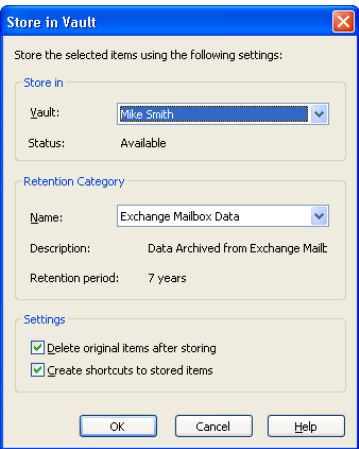 Store in Vault
Store the selected items using the following settings:
Store in
Vault: Mike Smith
Status: Available
Retention Category
Name: Exchange Mailbox Data
Description: Data Archived from Exchange Mailb
Retention period: 7 years
Settings
Delete original items after storing
Create shortcuts to stored items
OK Cancel Help